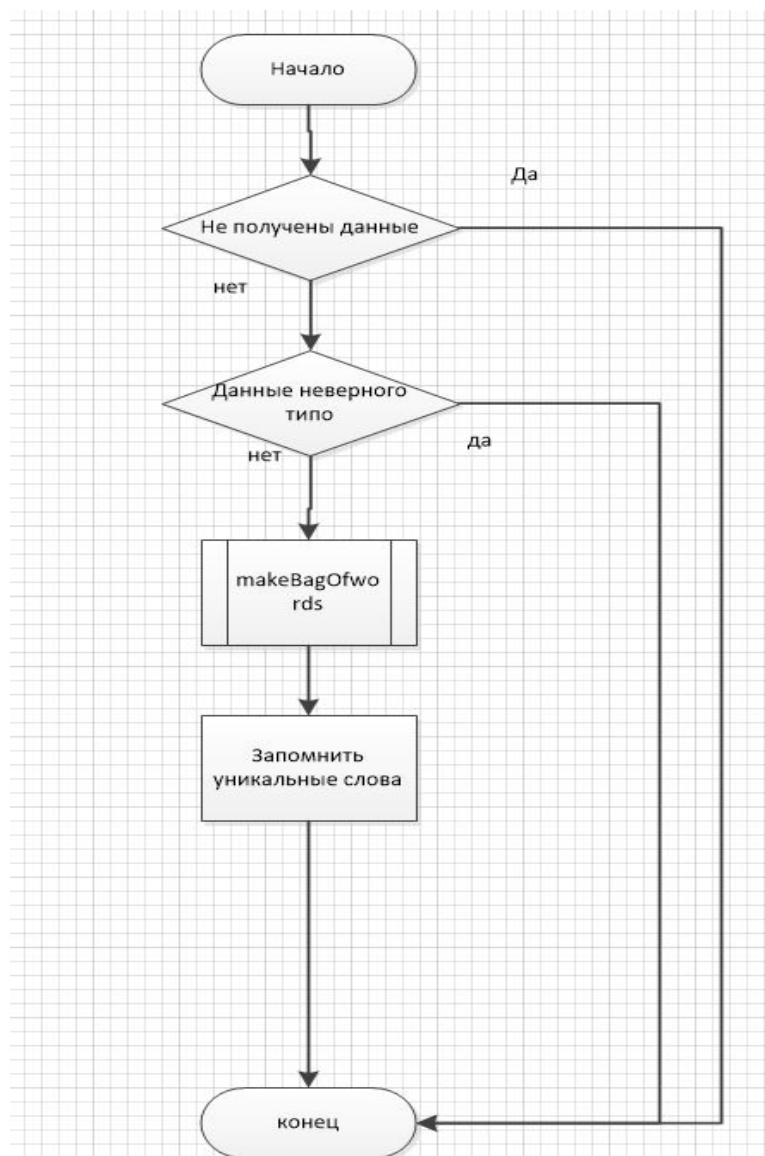 Начало
Да
Не получены данные
нет
Данные неверного
типо
да
нет
makeBagOfwo
rds
Запомнить
уникальные слова
конец